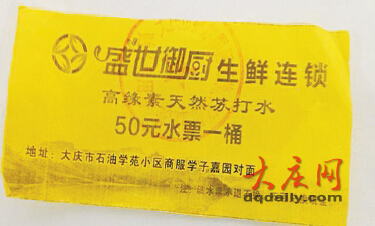 盛世御厨生鲜连锁
高缘素天然苏打水
50元水票一桶
地址：大庆市石油学苑小区商服学子嘉园对面
大庆网
dqdaily.com